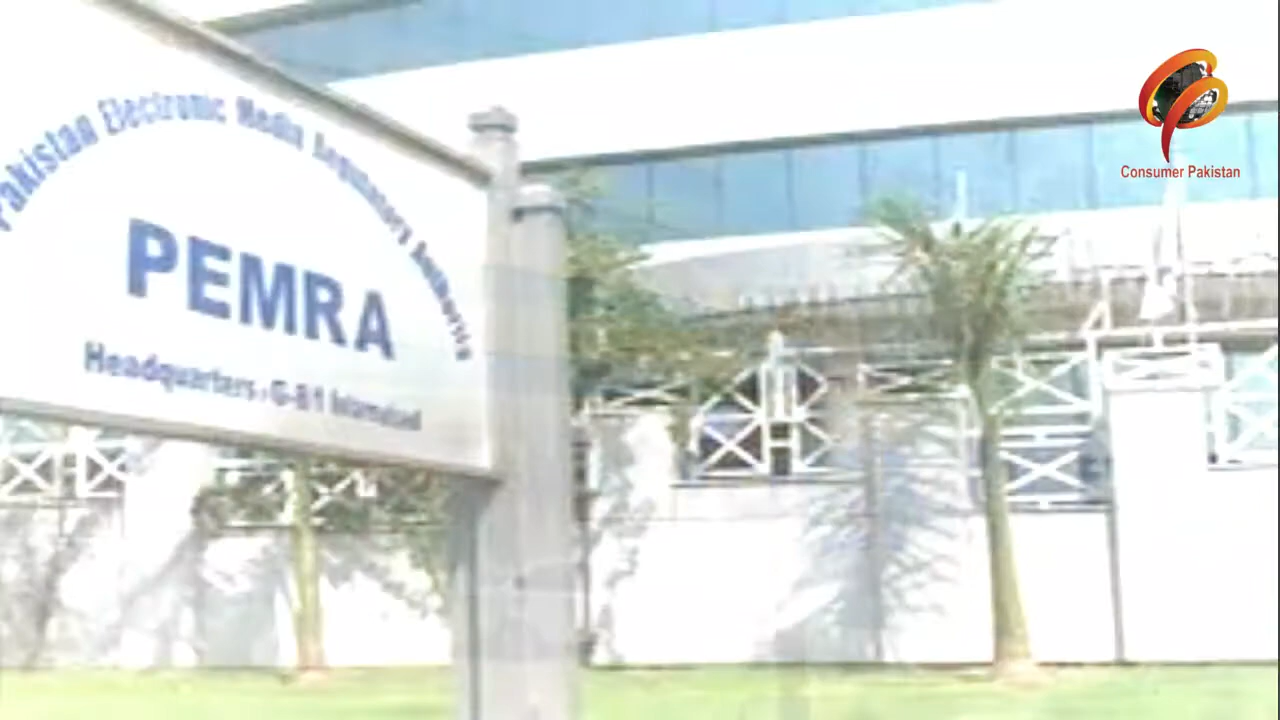 Pakistan Electronic Media Regulatory Authority
PEMRA
Headquarters, G-8/1 Islamabad
Consumer Pakistan